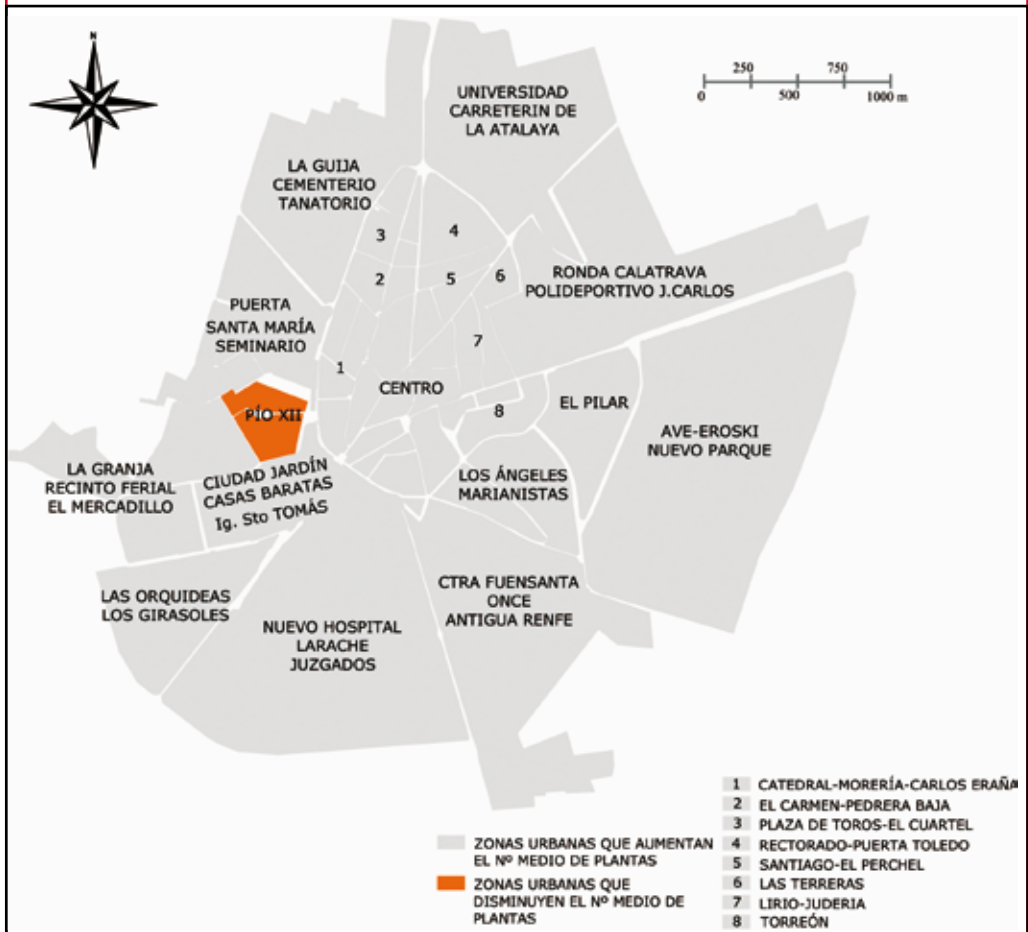 N
250 750
0 500 1000 m
UNIVERSIDAD
CARRETERIN DE
LA ATALAYA
LA GUIJA
CEMENTERIO
TANATORIO
3
4
2
5
6
RONDA CALATRAVA
POLIDEPORTIVO J.CARLOS
PUERTA
SANTA MARÍA
SEMINARIO
7
1
CENTRO
PÍO XII
8
EL PILAR
AVE-EROSKI
NUEVO PARQUE
LA GRANJA
RECINTO FERIAL
EL MERCADILLO
CIUDAD JARDÍN
CASAS BARATAS
Ig. Sto TOMÁS
LOS ÁNGELES
MARIANISTAS
LAS ORQUIDEAS
LOS GIRASOLES
NUEVO HOSPITAL
LARACHE
JUZGADOS
CTRA FUENSANTA
ONCE
ANTIGUA RENFE
ZONAS URBANAS QUE AUMENTAN
EL Nº MEDIO DE PLANTAS
ZONAS URBANAS QUE
DISMINUYEN EL Nº MEDIO DE
PLANTAS
1 CATEDRAL-MORERÍA-CARLOS ERAÑA
2 EL CARMEN-PEDRERA BAJA
3 PLAZA DE TOROS-EL CUARTEL
4 RECTORADO-PUERTA TOLEDO
5 SANTIAGO-EL PERCHEL
6 LAS TERRERAS
7 LIRIO-JUDERIA
8 TORREÓN